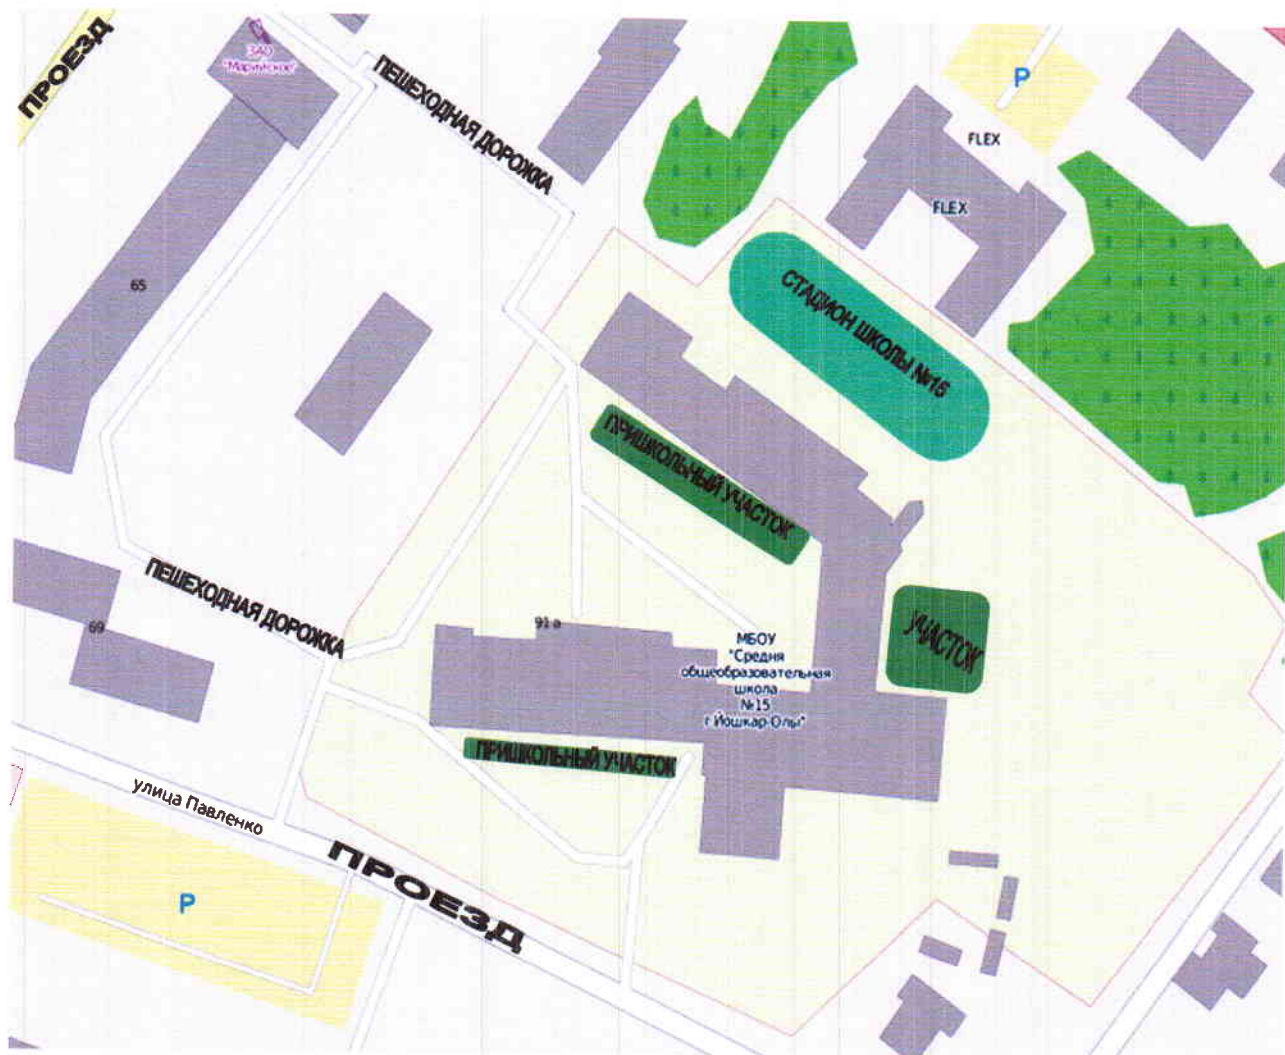 ПРОЕЗД
ЗАО
"Марийское"
ПЕШЕХОДНАЯ ДОРОЖКА
P
FLEX
FLEX
65
СТАДИОН ШКОЛЫ №15
ПРИШКОЛЬНЫЙ УЧАСТОК
ПЕШЕХОДНАЯ ДОРОЖКА
69
91 а
МБОУ
"Средня
общеобразовательная
школа
№15
г Йошкар-Олы"
УЧАСТОК
ПРИШКОЛЬНЫЙ УЧАСТОК
улица Павленко
ПРОЕЗД
P